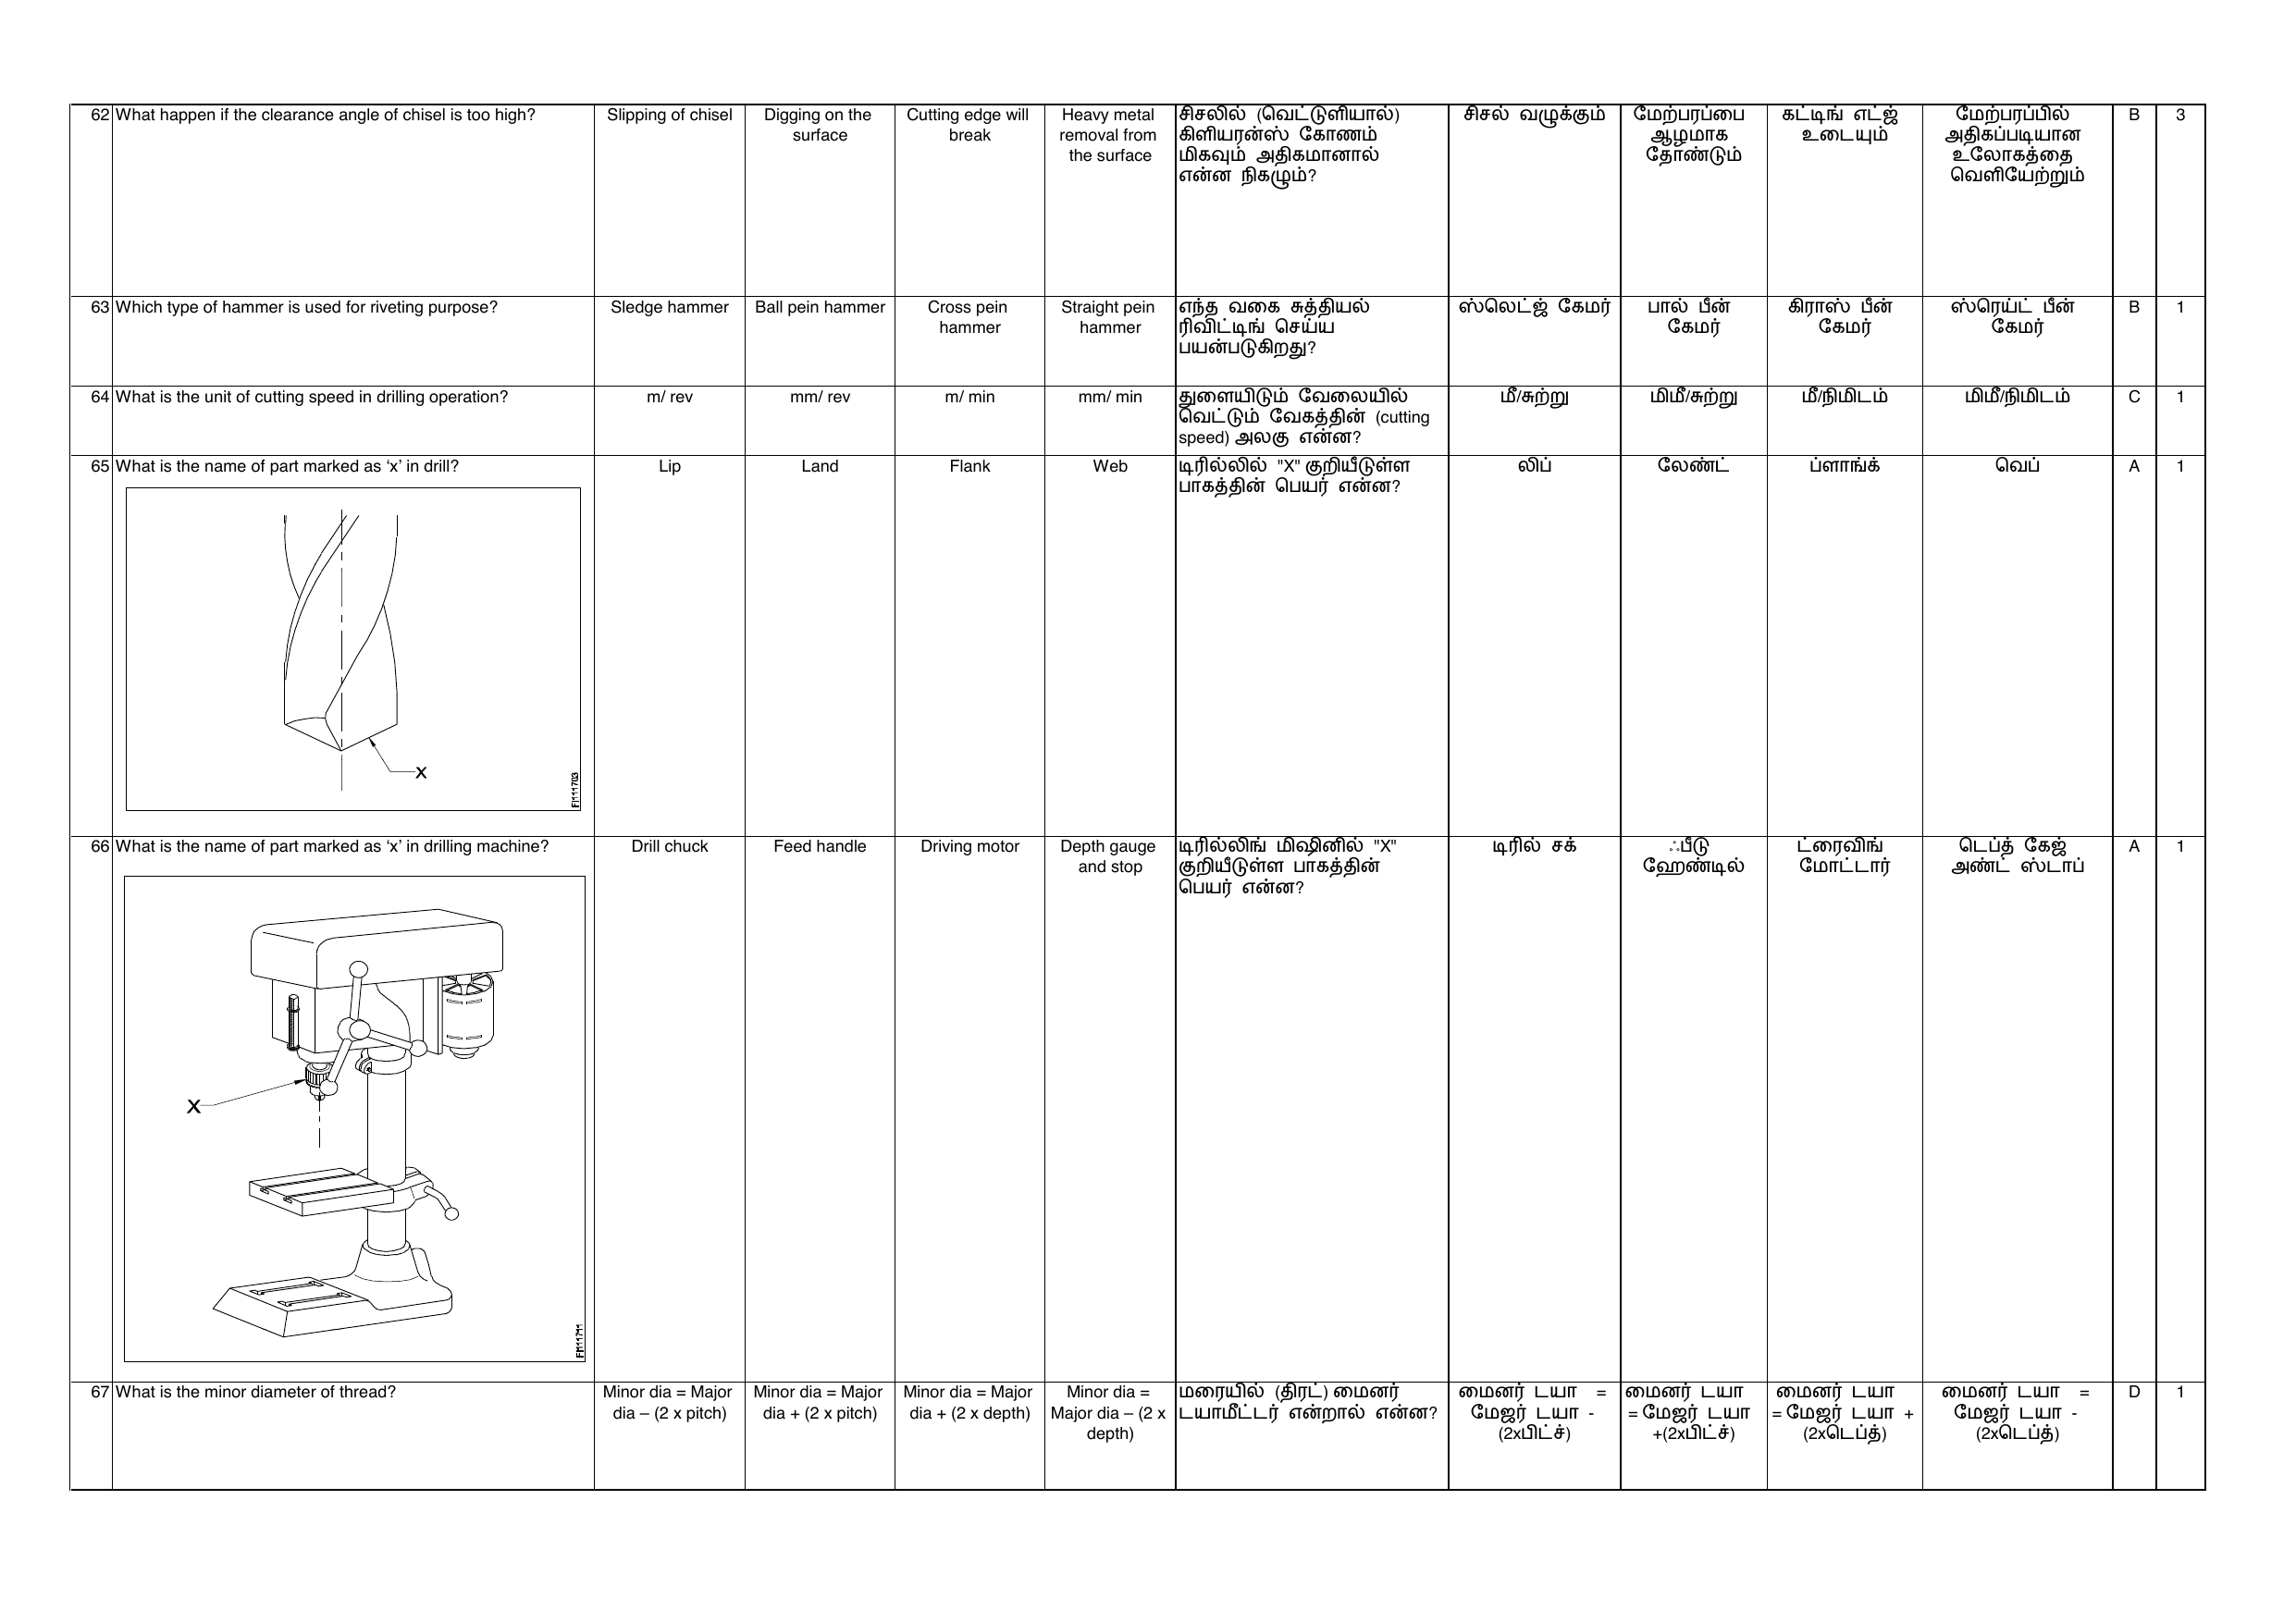 62 What happen if the clearance angle of chisel is too high?
Slipping of chisel
Digging on the
surface
Cutting edge will
break
Heavy metal
removal from
the surface
சிசலில் (வெட்டுளியால்)
கிளியரன்ஸ் கோணம்
மிகவும் அதிகமானால்
என்ன நிகழும்?
சிசல் வழுக்கும்
மேற்பரப்பை
ஆழமாக
தோண்டும்
கட்டிங் எட்ஜ்
உடையும்
மேற்பரப்பில்
அதிகப்படியான
உலோகத்தை
வெளியேற்றும்
B
3
63 Which type of hammer is used for riveting purpose?
Sledge hammer
Ball pein hammer
Cross pein
hammer
Straight pein
hammer
எந்த வகை சுத்தியல்
ரிவிட்டிங் செய்ய
பயன்படுகிறது?
ஸ்லெட்ஜ் கேமர்
பால் பீன்
கேமர்
கிராஸ் பீன்
கேமர்
ஸ்ரெய்ட் பீன்
கேமர்
B
1
64 What is the unit of cutting speed in drilling operation?
m/ rev
mm/ rev
m/ min
mm/ min
துளையிடும் வேலையில்
வெட்டும் வேகத்தின் (cutting
speed) அலகு என்ன?
மீ/சுற்று
மிமீ/சுற்று
மீ/நிமிடம்
மிமீ/நிமிடம்
C
1
65 What is the name of part marked as ‘x’ in drill?
Lip
Land
Flank
Web
டிரில்லில் "X" குறியீடுள்ள
பாகத்தின் பெயர் என்ன?
லிப்
லேண்ட்
ப்ளாங்க்
வெப்
A
1
X
FI111703
66 What is the name of part marked as ‘x’ in drilling machine?
Drill chuck
Feed handle
Driving motor
Depth gauge
and stop
டிரில்லிங் மிஷினில் "X"
குறியீடுள்ள பாகத்தின்
பெயர் என்ன?
டிரில் சக்
ஃபீடு
ஹேண்டில்
ட்ரைவிங்
மோட்டார்
டெப்த் கேஜ்
அண்ட் ஸ்டாப்
A
1
X
67 What is the minor diameter of thread?
Minor dia = Major
dia – (2 x pitch)
Minor dia = Major
dia + (2 x pitch)
Minor dia = Major
dia + (2 x depth)
Minor dia =
Major dia – (2 x
depth)
மரையில் (திரட்) மைனர்
டயாமீட்டர் என்றால் என்ன?
மைனர் டயா =
மேஜர் டயா -
(2xபிட்ச்)
மைனர் டயா
= மேஜர் டயா
+(2xபிட்ச்)
மைனர் டயா
= மேஜர் டயா +
(2xடெப்த்)
மைனர் டயா =
மேஜர் டயா -
(2xடெப்த்)
D
1